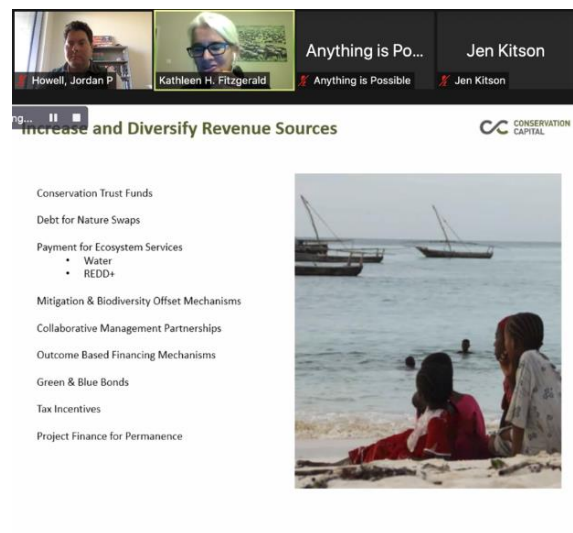 Anything is Po...
Jen Kitson
Howell, Jordan P
Kathleen H. Fitzgerald
Anything is Possible
Jen Kitson
ng...
Increase and Diversify Revenue Sources
CONSERVATION
CAPITAL
Conservation Trust Funds
Debt for Nature Swaps
Payment for Ecosystem Services
• Water
• REDD+
Mitigation & Biodiversity Offset Mechanisms
Collaborative Management Partnerships
Outcome Based Financing Mechanisms
Green & Blue Bonds
Tax Incentives
Project Finance for Permanence